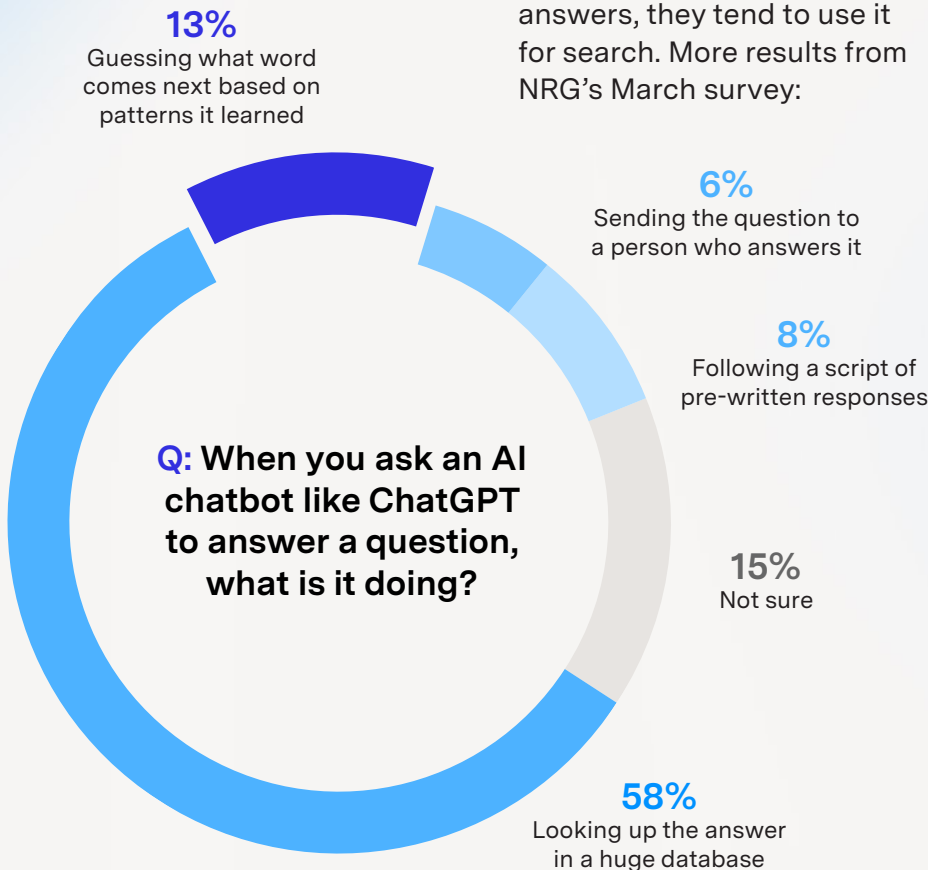 answers, they tend to use it
for search. More results from
NRG's March survey:
13%
Guessing what word
comes next based on
patterns it learned
6%
Sending the question to
a person who answers it
8%
Following a script of
pre-written responses
Q: When you ask an AI
chatbot like ChatGPT
to answer a question,
what is it doing?
15%
Not sure
58%
Looking up the answer
in a huge database